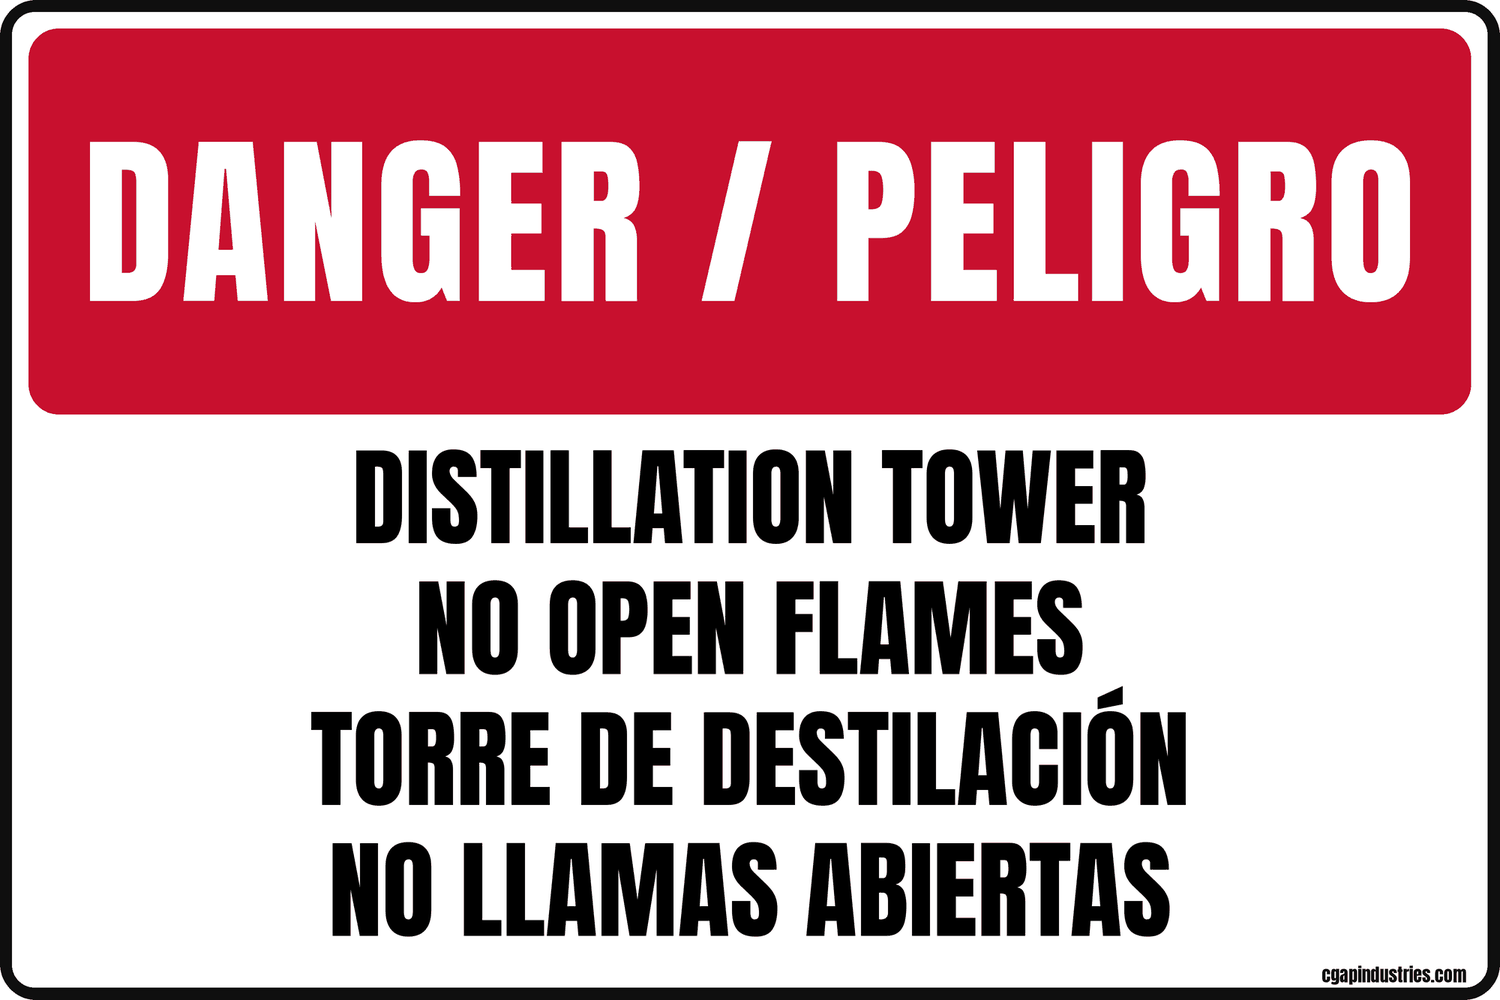 DANGER / PELIGRO
DISTILLATION TOWER
NO OPEN FLAMES
TORRE DE DESTILACIÓN
NO LLAMAS ABIERTAS
cgapindustries.com